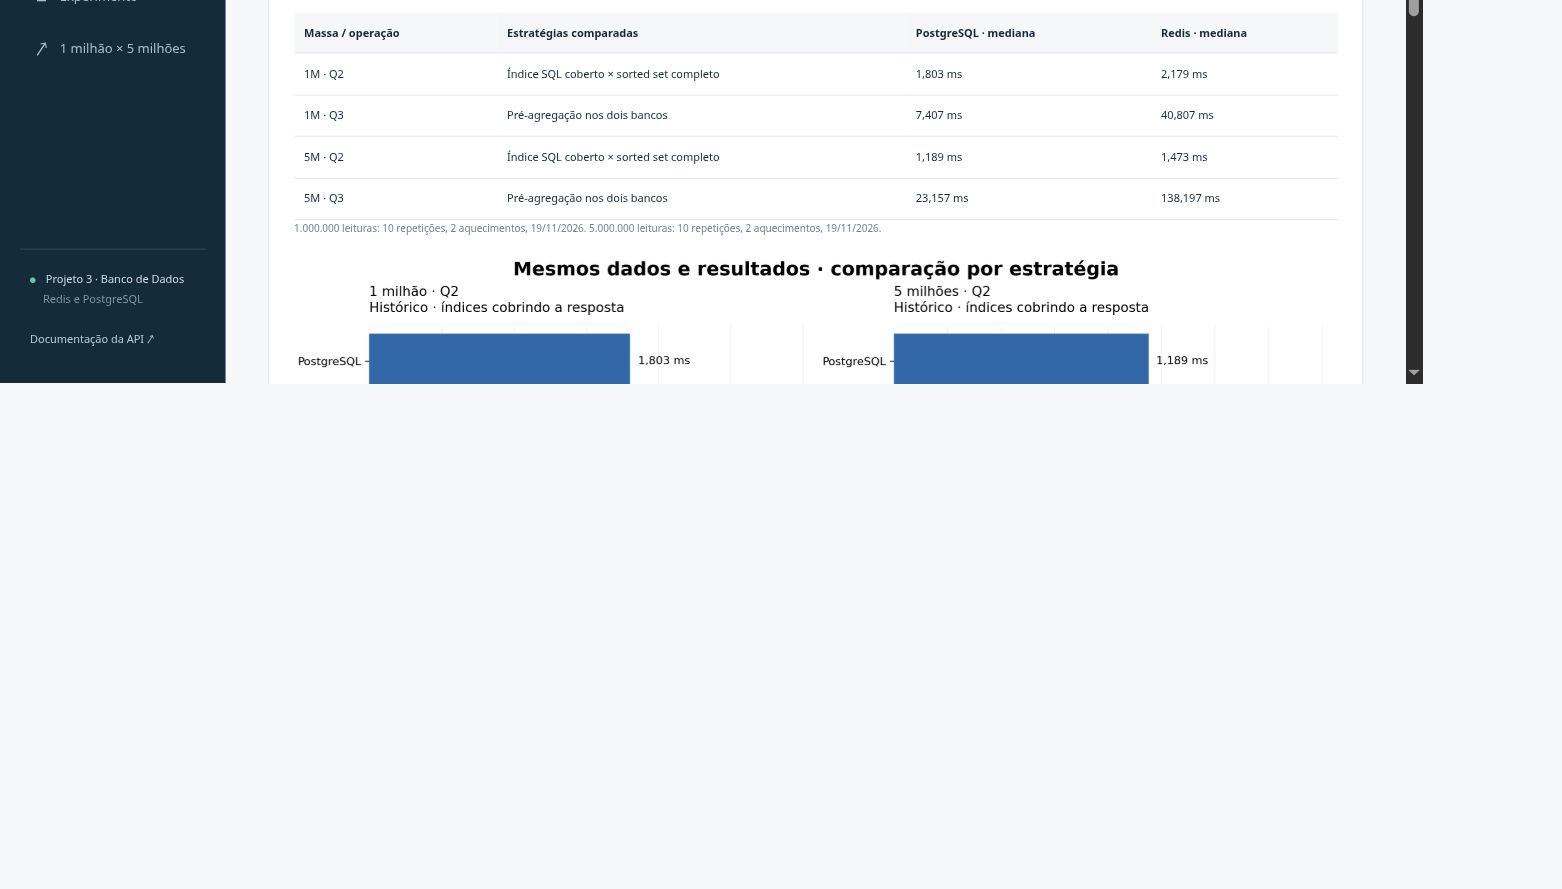 1 milhão × 5 milhões
Projeto 3 · Banco de Dados
Redis e PostgreSQL
Documentação da API ↗
Massa / operação Estratégias comparadas PostgreSQL · mediana Redis · mediana
1M · Q2 Índice SQL coberto × sorted set completo 1,803 ms 2,179 ms
1M · Q3 Pré-agregação nos dois bancos 7,407 ms 40,807 ms
5M · Q2 Índice SQL coberto × sorted set completo 1,189 ms 1,473 ms
5M · Q3 Pré-agregação nos dois bancos 23,157 ms 138,197 ms
1.000.000 leituras: 10 repetições, 2 aquecimentos, 19/11/2026. 5.000.000 leituras: 10 repetições, 2 aquecimentos, 19/11/2026.
Mesmos dados e resultados · comparação por estratégia
1 milhão · Q2
Histórico · índices cobrindo a resposta
PostgreSQL 1,803 ms
5 milhões · Q2
Histórico · índices cobrindo a resposta
PostgreSQL 1,189 ms